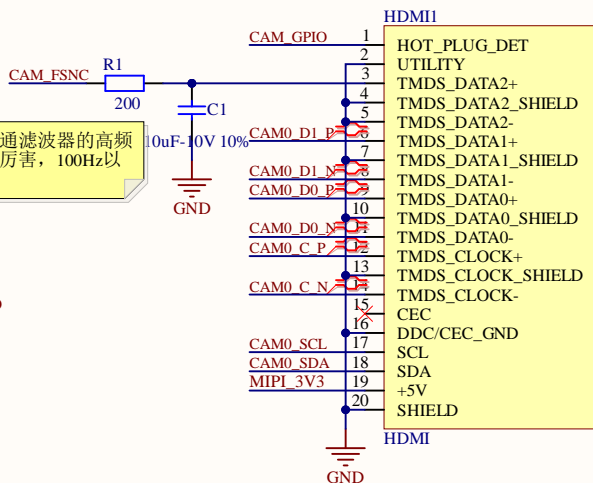 HDMI1
CAM_GPIO 1 HOT_PLUG_DET
2 UTILITY
CAM_FSNC R1 200 3 TMDS_DATA2+
4 TMDS_DATA2_SHIELD
C1
10uF-10V 10%
GND
通滤波器的高频
厉害，100Hz以
5 TMDS_DATA2-
CAM0_D1_P 6 TMDS_DATA1+
7 TMDS_DATA1_SHIELD
CAM0_D1_N 8 TMDS_DATA1-
CAM0_D0_P 9 TMDS_DATA0+
10 TMDS_DATA0_SHIELD
CAM0_D0_N TMDS_DATA0-
CAM0_C_P 2 TMDS_CLOCK+
13 TMDS_CLOCK_SHIELD
CAM0_C_N TMDS_CLOCK-
15 CEC
16 DDC/CEC_GND
CAM0_SCL 17 SCL
CAM0_SDA 18 SDA
MIPI_3V3 19 +5V
20 SHIELD
HDMI
GND